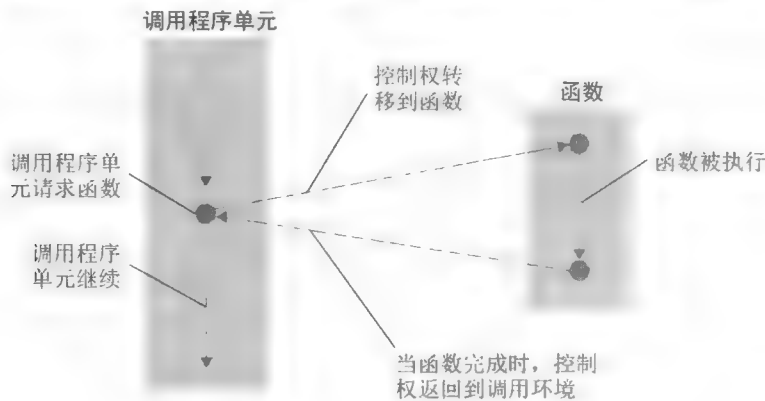 调用程序单元
控制权转
移到函数
函数
调用程序单
元请求函数
函数被执行
调用程序
单元继续
当函数完成时，控制
权返回到调用环境